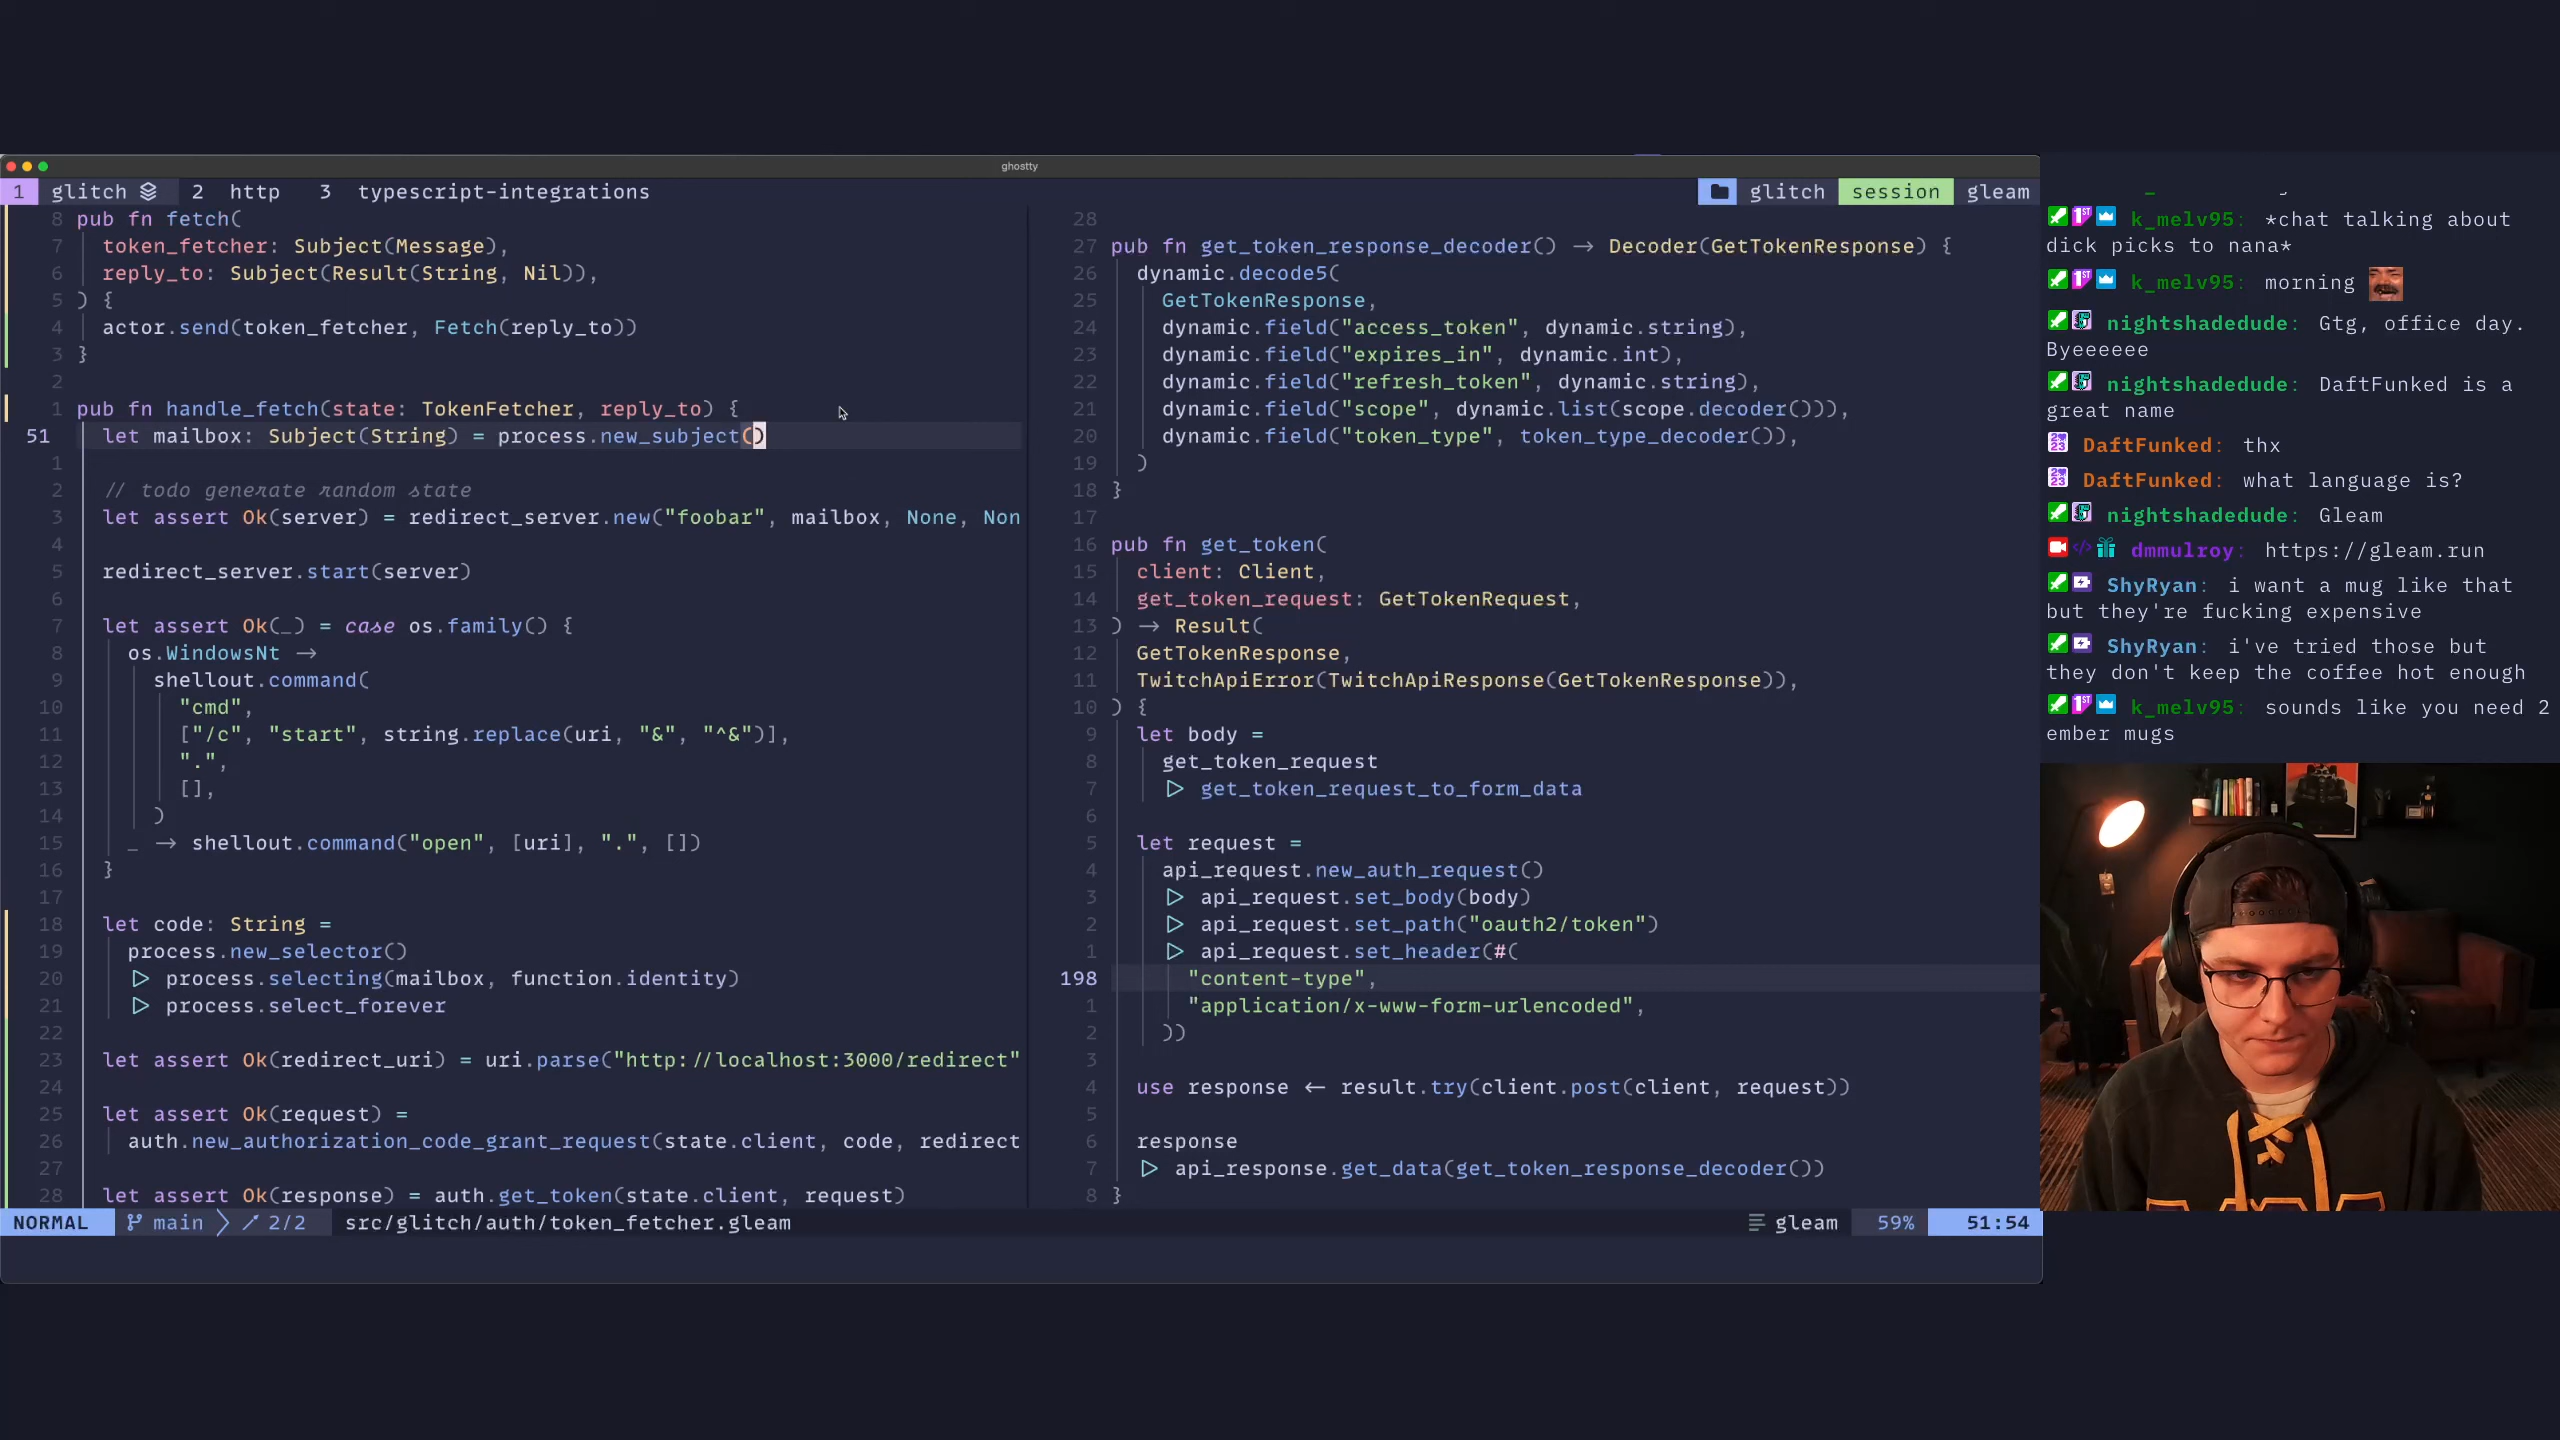 ghostty
1 glitch 2 http 3 typescript-integrations
glitch session gleam
8 pub fn fetch(
7 token_fetcher: Subject(Message),
6 reply_to: Subject(Result(String, Nil)),
5 ) {
4 actor.send(token_fetcher, Fetch(reply_to))
3 }
2
1 pub fn handle_fetch(state: TokenFetcher, reply_to) {
51 let mailbox: Subject(String) = process.new_subject()
1
2 // todo generate random state
3 let assert Ok(server) = redirect_server.new("foobar", mailbox, None, Non
4
5 redirect_server.start(server)
6
7 let assert Ok(_) = case os.family() {
8 os.WindowsNt →
9 shellout.command(
10 "cmd",
11 ["/c", "start", string.replace(uri, "&", "^&")],
12 ".",
13 [],
14 )
15 _ → shellout.command("open", [uri], ".", [])
16 }
17
18 let code: String =
19 process.new_selector()
20 ▷ process.selecting(mailbox, function.identity)
21 ▷ process.select_forever
22
23 let assert Ok(redirect_uri) = uri.parse("http://localhost:3000/redirect"
24
25 let assert Ok(request) =
26 auth.new_authorization_code_grant_request(state.client, code, redirect
27
28 let assert Ok(response) = auth.get_token(state.client, request)
28
27 pub fn get_token_response_decoder() → Decoder(GetTokenResponse) {
26 dynamic.decode5(
25 GetTokenResponse,
24 dynamic.field("access_token", dynamic.string),
23 dynamic.field("expires_in", dynamic.int),
22 dynamic.field("refresh_token", dynamic.string),
21 dynamic.field("scope", dynamic.list(scope.decoder())),
20 dynamic.field("token_type", token_type_decoder()),
19 )
18 }
17
16 pub fn get_token(
15 client: Client,
14 get_token_request: GetTokenRequest,
13 ) → Result(
12 GetTokenResponse,
11 TwitchApiError(TwitchApiResponse(GetTokenResponse)),
10 ) {
9 let body =
8 get_token_request
7 ▷ get_token_request_to_form_data
6
5 let request =
4 api_request.new_auth_request()
3 ▷ api_request.set_body(body)
2 ▷ api_request.set_path("oauth2/token")
1 ▷ api_request.set_header(#(
198 "content-type",
1 "application/x-www-form-urlencoded",
2 ))
3
4 use response ← result.try(client.post(client, request))
5
6 response
7 ▷ api_response.get_data(get_token_response_decoder())
8 }
NORMAL main 2/2 src/glitch/auth/token_fetcher.gleam gleam 59% 51:54
k_melv95: *chat talking about
dick picks to nana*
k_melv95: morning
nightshadedude: Gtg, office day.
Byeeeeee
nightshadedude: DaftFunked is a
great name
DaftFunked: thx
DaftFunked: what language is?
nightshadedude: Gleam
dmmulroy: https://gleam.run
ShyRyan: i want a mug like that
but they're fucking expensive
ShyRyan: i've tried those but
they don't keep the coffee hot enough
k_melv95: sounds like you need 2
ember mugs